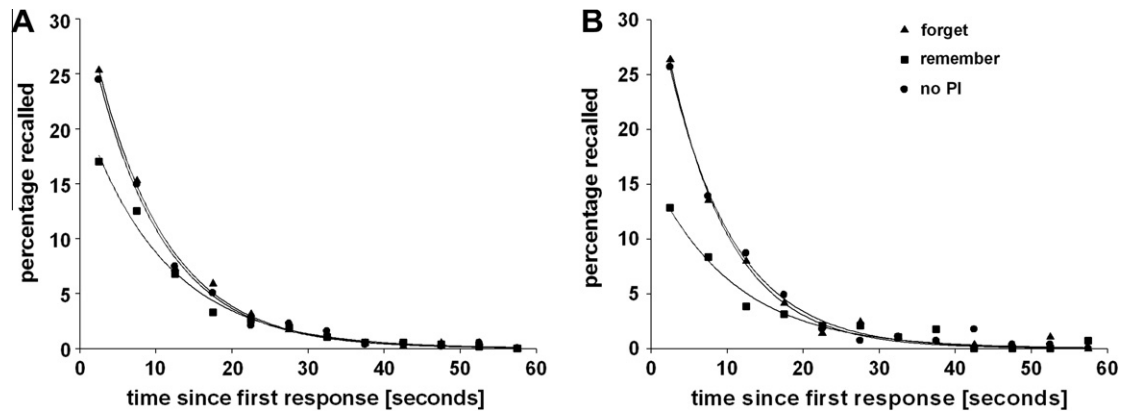 A
percentage recalled
30
25
20
15
10
5
0
0 10 20 30 40 50 60
time since first response [seconds]
B
forget
remember
no PI
percentage recalled
30
25
20
15
10
5
0
0 10 20 30 40 50 60
time since first response [seconds]